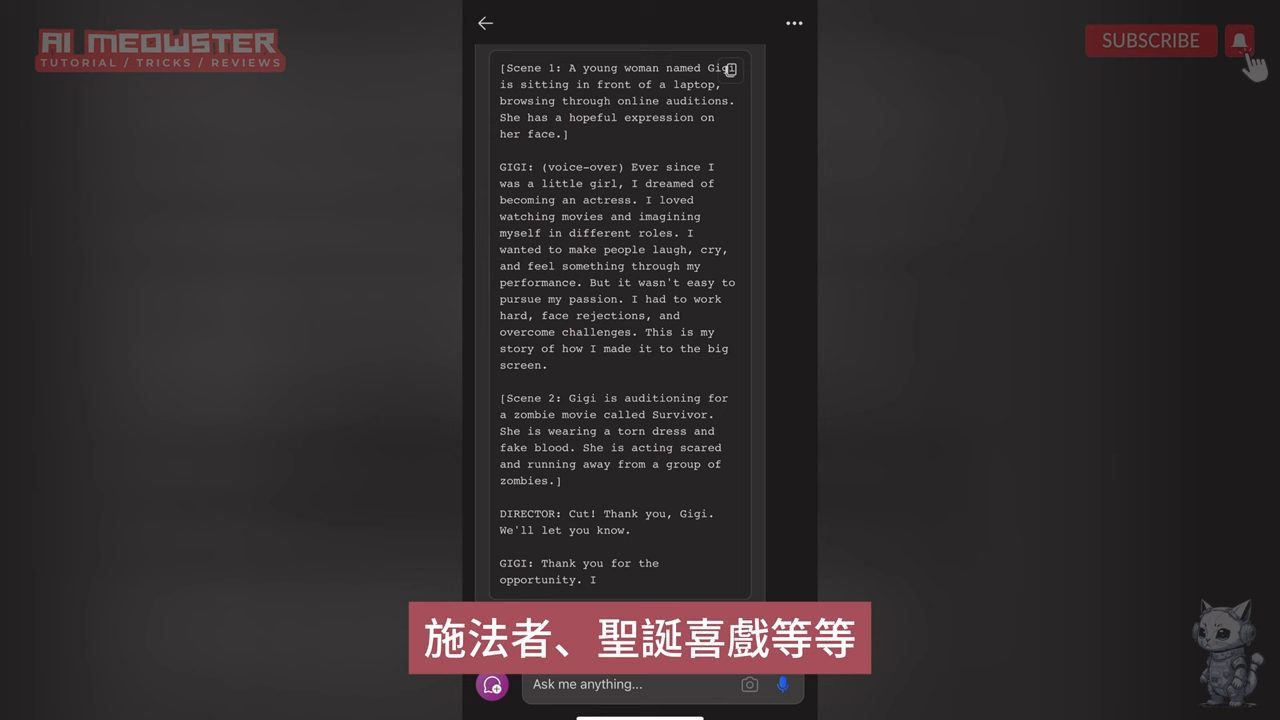 AI MEOWSTER
TUTORIAL / TRICKS / REVIEWS
SUBSCRIBE
[Scene 1: A young woman named Gigi
is sitting in front of a laptop,
browsing through online auditions.
She has a hopeful expression on
her face.]
GIGI: (voice-over) Ever since I
was a little girl, I dreamed of
becoming an actress. I loved
watching movies and imagining
myself in different roles. I
wanted to make people laugh, cry,
and feel something through my
performance. But it wasn't easy to
pursue my passion. I had to work
hard, face rejections, and
overcome challenges. This is my
story of how I made it to the big
screen.
[Scene 2: Gigi is auditioning for
a zombie movie called Survivor.
She is wearing a torn dress and
fake blood. She is acting scared
and running away from a group of
zombies.]
DIRECTOR: Cut! Thank you, Gigi.
We'll let you know.
GIGI: Thank you for the
opportunity. I
施法者、聖誕喜戲等等
Ask me anything...